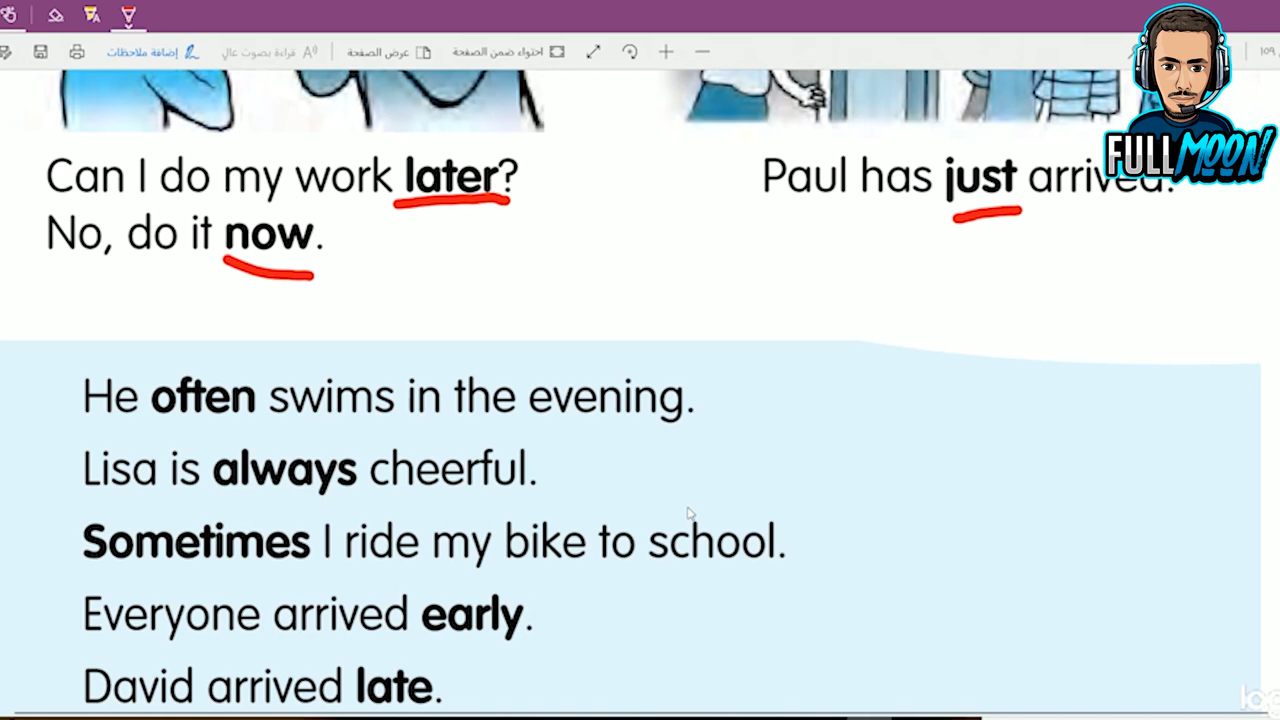 إضافة ملاحظات
قراءة بصوت عالٍ
عرض الصفحة
احتواء ضمن الصفحة
١٥٩
FULL MOON
Can I do my work later?
Paul has just arrived.
No, do it now.
He often swims in the evening.
Lisa is always cheerful.
Sometimes I ride my bike to school.
Everyone arrived early.
David arrived late.